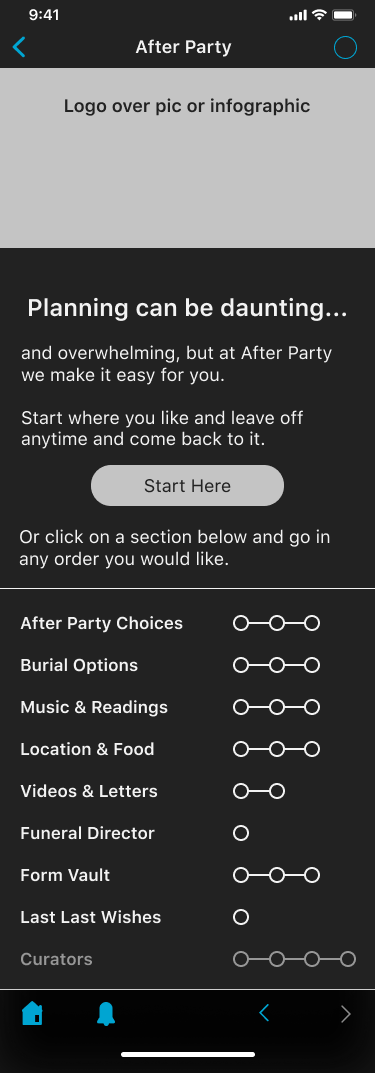 9:41
After Party
Logo over pic or infographic
Planning can be daunting...
and overwhelming, but at After Party
we make it easy for you.
Start where you like and leave off
anytime and come back to it.
Start Here
Or click on a section below and go in
any order you would like.
After Party Choices
Burial Options
Music & Readings
Location & Food
Videos & Letters
Funeral Director
Form Vault
Last Last Wishes
Curators